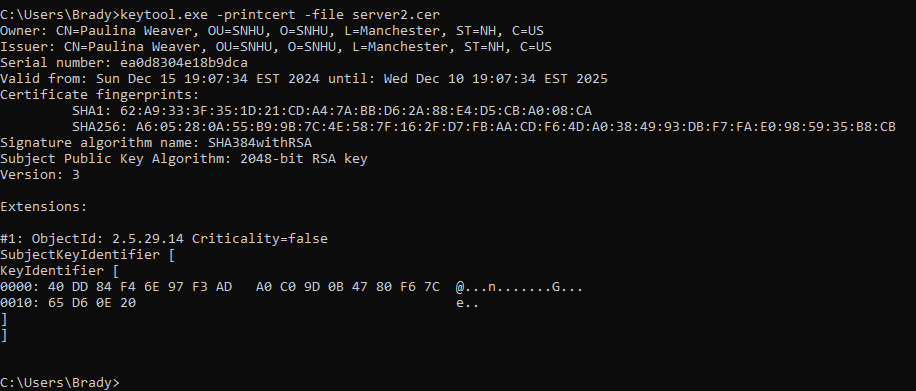 C:\Users\Brady>keytool.exe -printcert -file server2.cer
Owner: CN=Paulina Weaver, OU=SNHU, O=SNHU, L=Manchester, ST=NH, C=US
Issuer: CN=Paulina Weaver, OU=SNHU, O=SNHU, L=Manchester, ST=NH, C=US
Serial number: ea0d8304e18b9dca
Valid from: Sun Dec 15 19:07:34 EST 2024 until: Wed Dec 10 19:07:34 EST 2025
Certificate fingerprints:
SHA1: 62:A9:33:3F:35:1D:21:CD:A4:7A:BB:D6:2A:88:E4:D5:CB:A0:08:CA
SHA256: A6:05:28:0A:55:B9:9B:7C:4E:58:7F:16:2F:D7:FB:AA:CD:F6:4D:A0:38:49:93:DB:F7:FA:E0:98:59:35:B8:CB
Signature algorithm name: SHA384withRSA
Subject Public Key Algorithm: 2048-bit RSA key
Version: 3
Extensions:
#1: ObjectId: 2.5.29.14 Criticality=false
SubjectKeyIdentifier [
KeyIdentifier [
0000: 40 DD 84 F4 6E 97 F3 AD   A0 C0 9D 0B 47 80 F6 7C  @...n.......G...
0010: 65 D6 0E 20                                        e..
]
]
C:\Users\Brady>